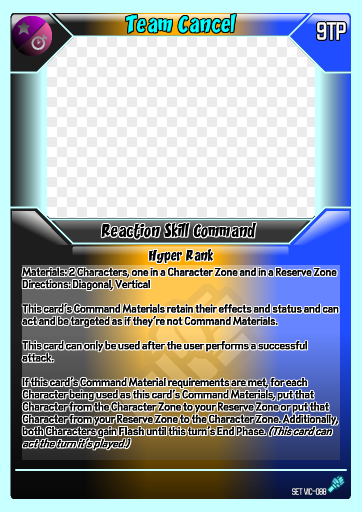 Team Cancel
9TP
Reaction Skill Command
Hyper Rank
Materials: 2 Characters, one in a Character Zone and in a Reserve Zone
Directions: Diagonal, Vertical
This card's Command Materials retain their effects and status and can
act and be targeted as if they're not Command Materials.
This card can only be used after the user performs a successful
attack.
If this card's Command Material requirements are met, for each
Character being used as this card's Command Materials, put that
Character from the Character Zone to your Reserve Zone or put that
Character from your Reserve Zone to the Character Zone. Additionally,
both Characters gain Flash until this turn's End Phase. (This card can
act the turn it's played.)
SET VIC-088